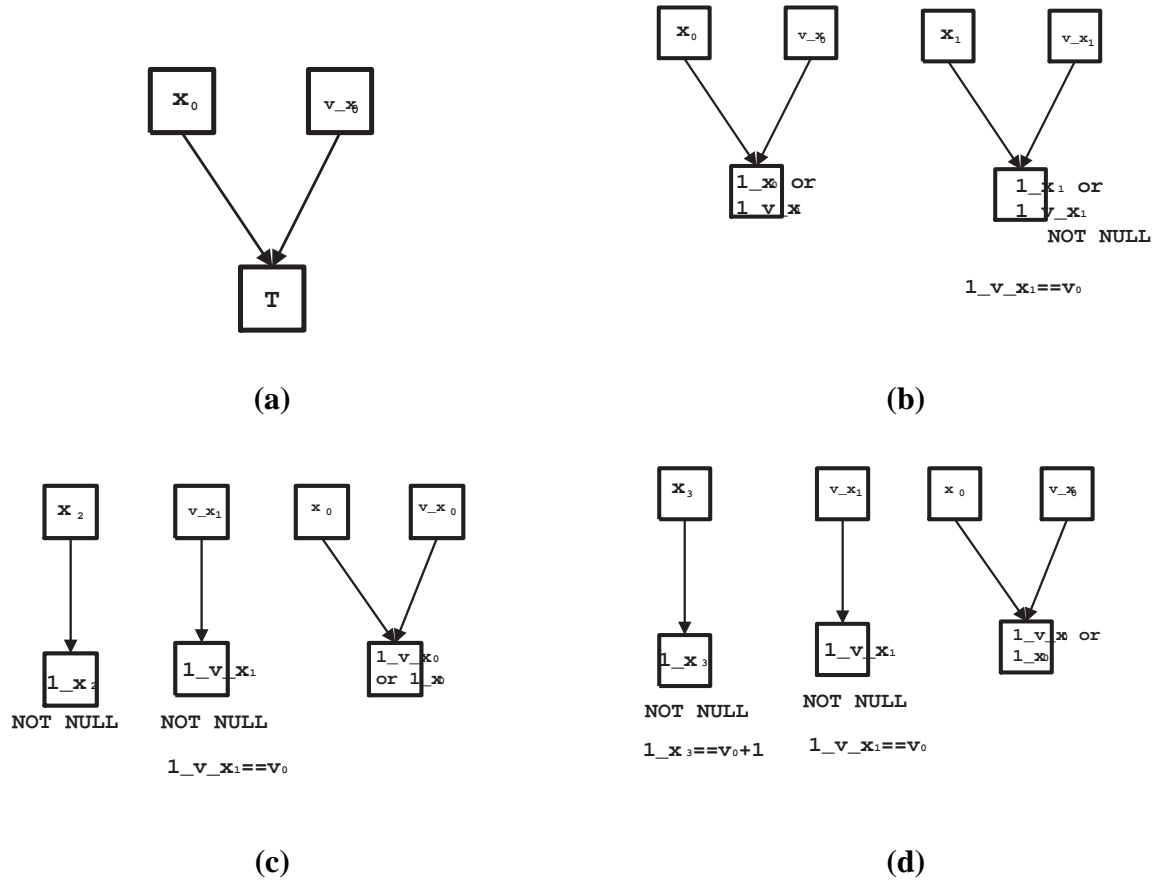 x₀ v_x₀
T
(a)
x₀ v_x₀ x₁ v_x₁
1_x₀ or
1_v_x
1_x₁ or
1_v_x₁
NOT NULL
1_v_x₁==v₀
(b)
x₂ v_x₁ x₀ v_x₀
1_x₂
NOT NULL
1_v_x₁
NOT NULL
1_v_x₁==v₀
1_v_x₀
or 1_x₀
(c)
x₃ v_x₁ x₀ v_x₀
1_x₃
NOT NULL
1_x₃==v₀+1
1_v_x₁
NOT NULL
1_v_x₁==v₀
1_v_x₀ or
1_x₀
(d)